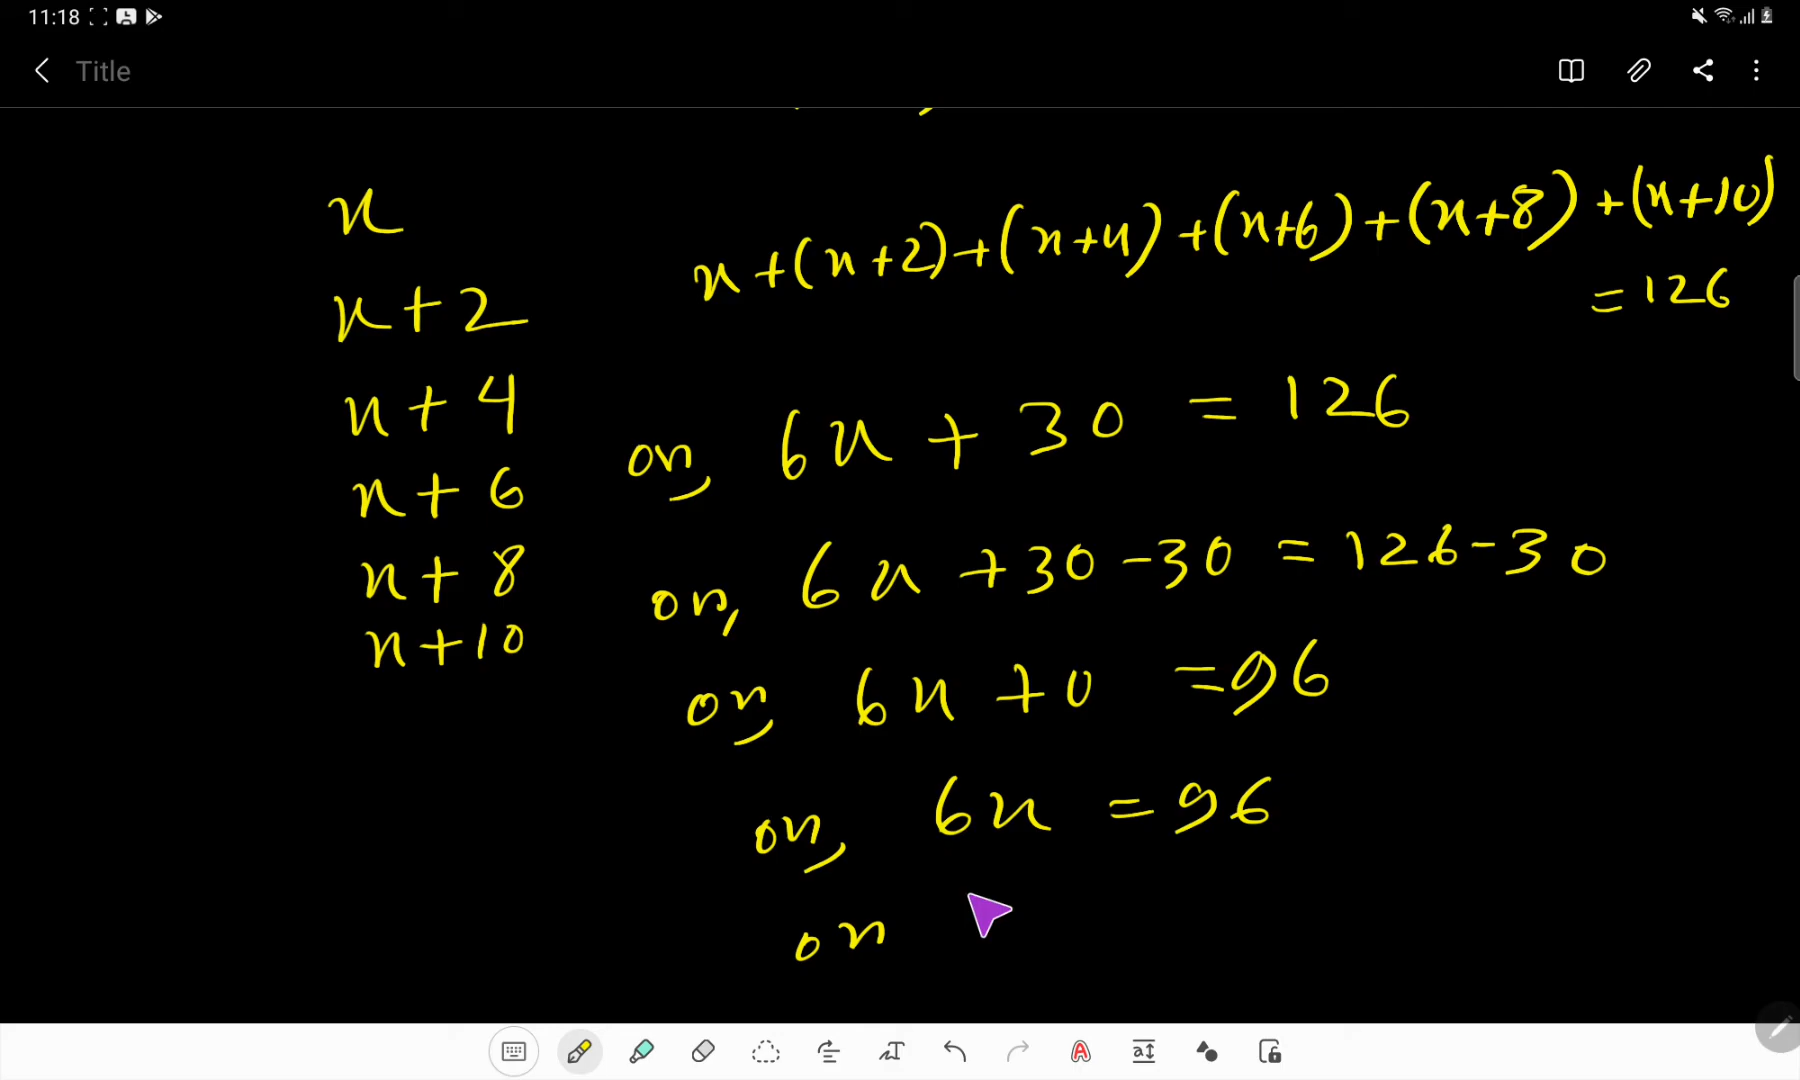 11:18
Title
x
x + (x + 2) + (x + 4) + (x + 6) + (x + 8) + (x + 10)
= 126
x + 2
x + 4
or, 6x + 30 = 126
x + 6
x + 8
or, 6x + 30 - 30 = 126 - 30
x + 10
or, 6x + 0 = 96
or, 6x = 96
or